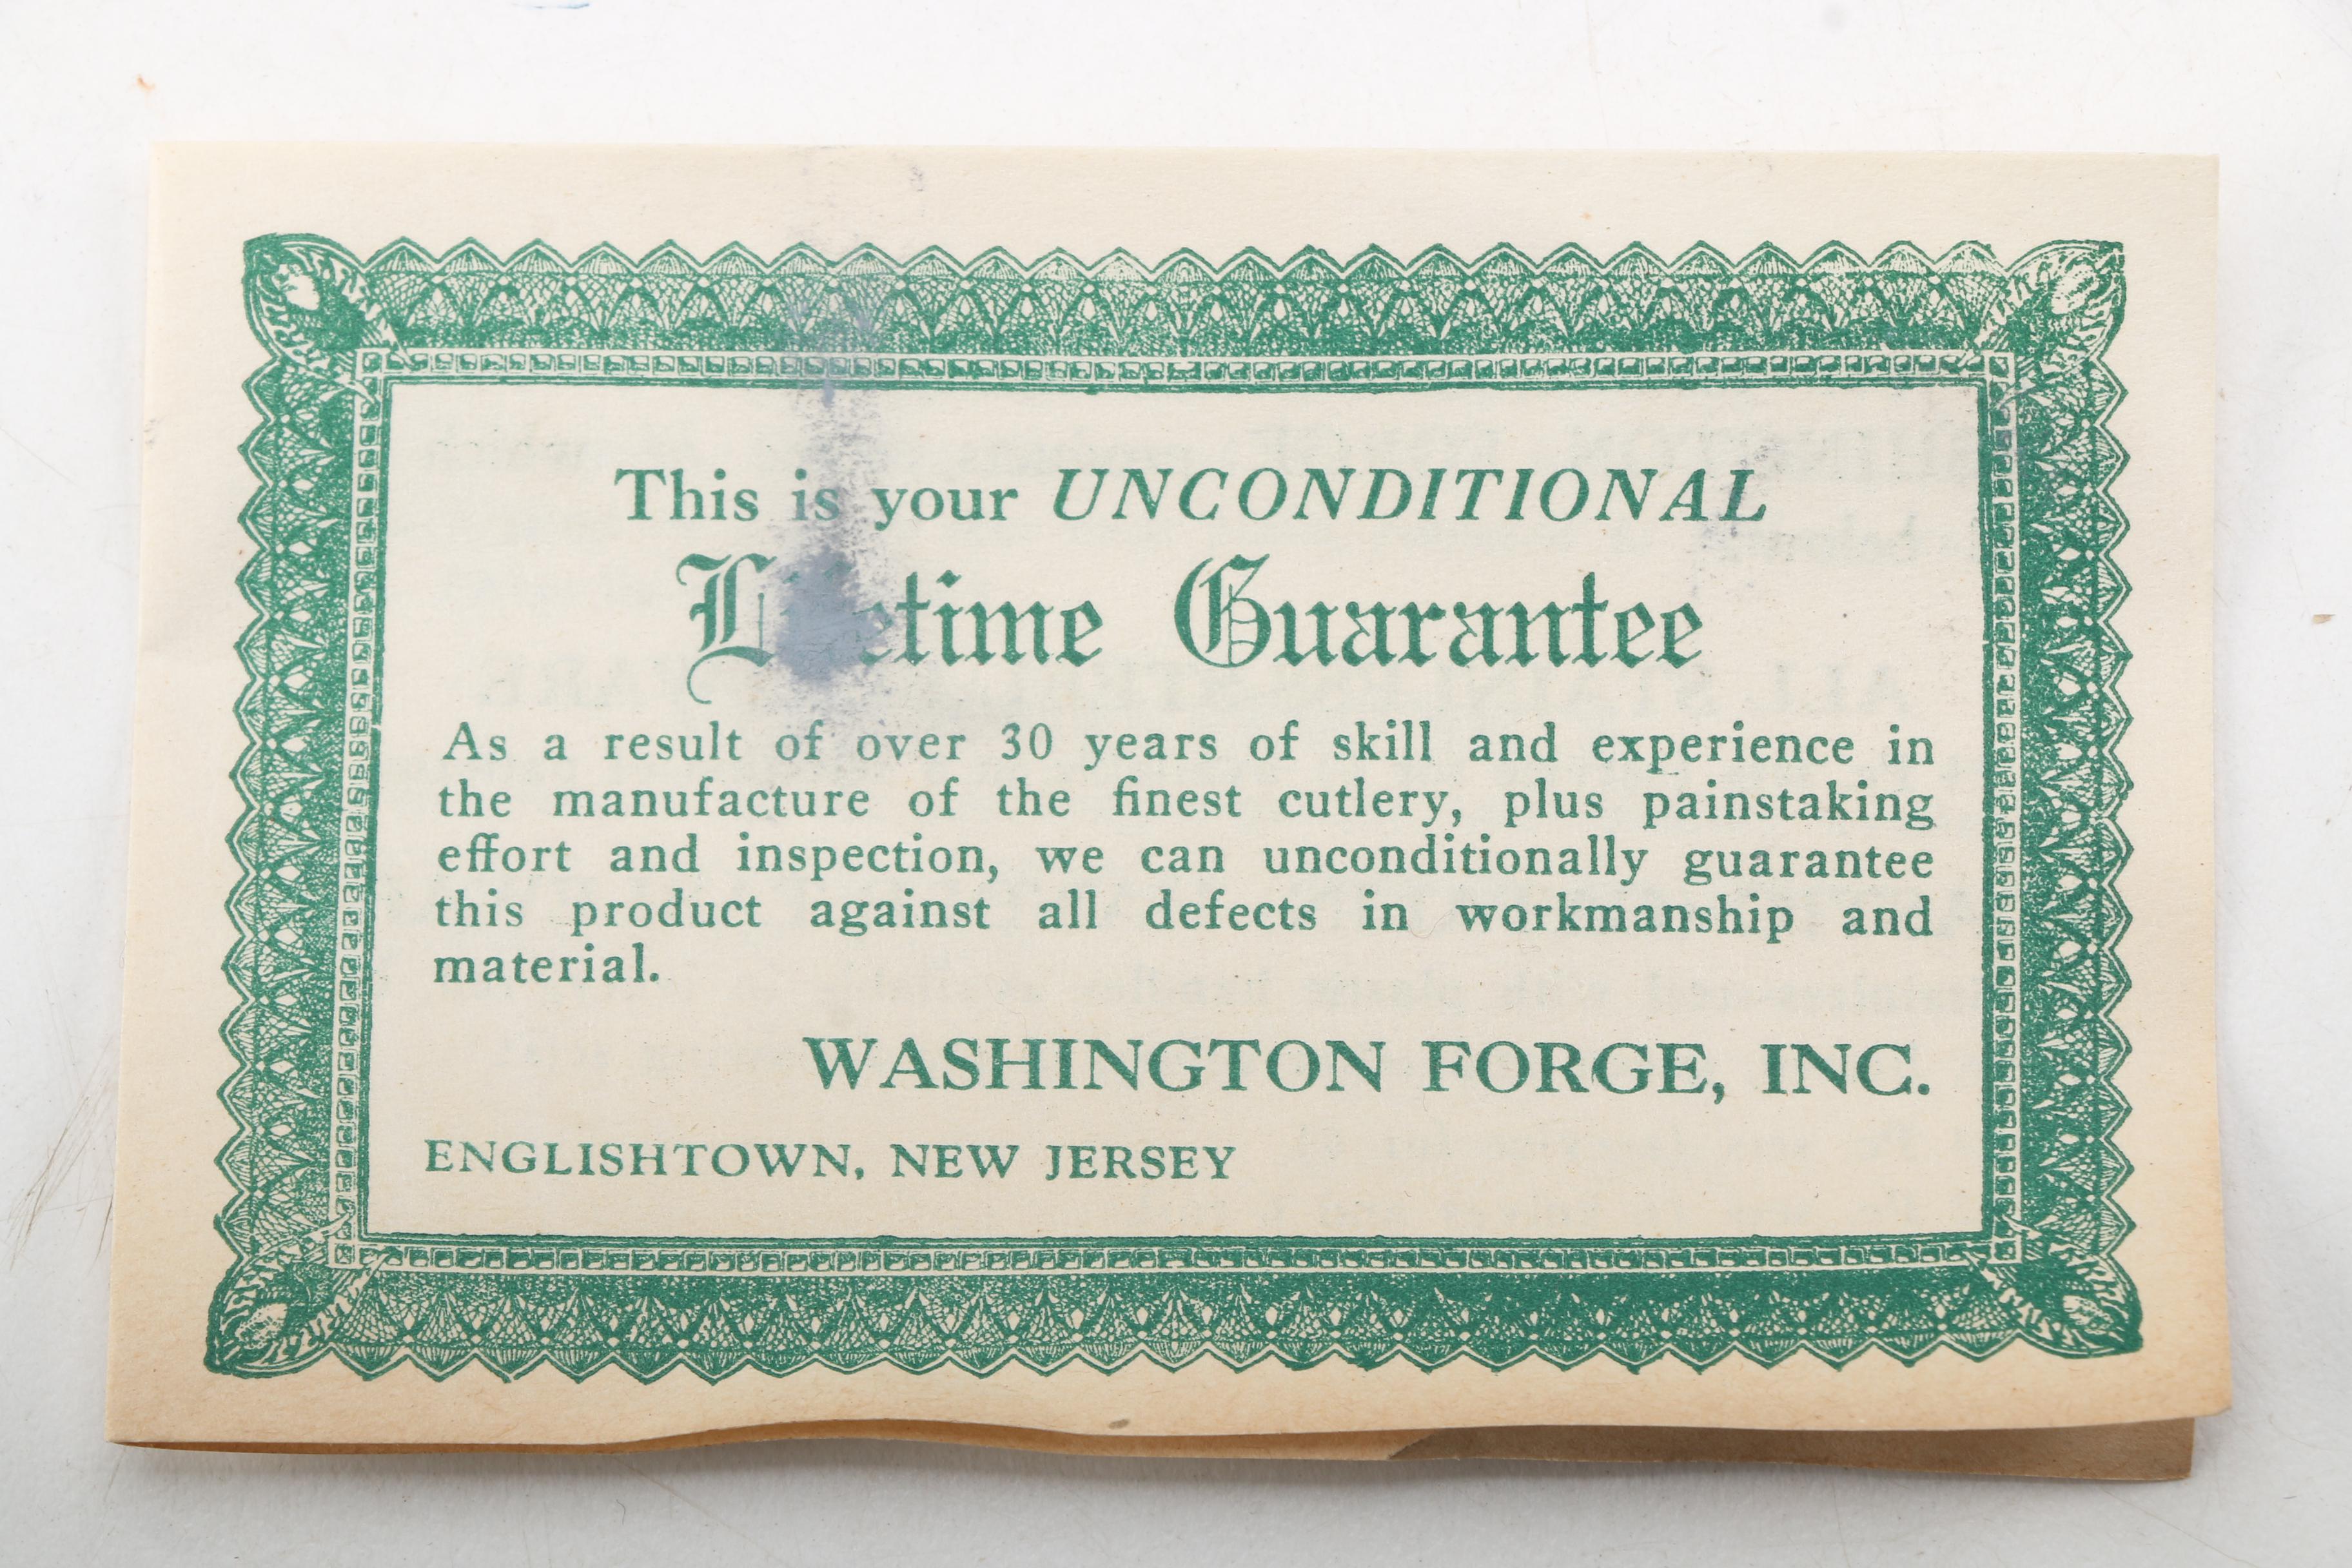 This is your UNCONDITIONAL
Lifetime Guarantee
As a result of over 30 years of skill and experience in
the manufacture of the finest cutlery, plus painstaking
effort and inspection, we can unconditionally guarantee
this product against all defects in workmanship and
material.
WASHINGTON FORGE, INC.
ENGLISHTOWN, NEW JERSEY